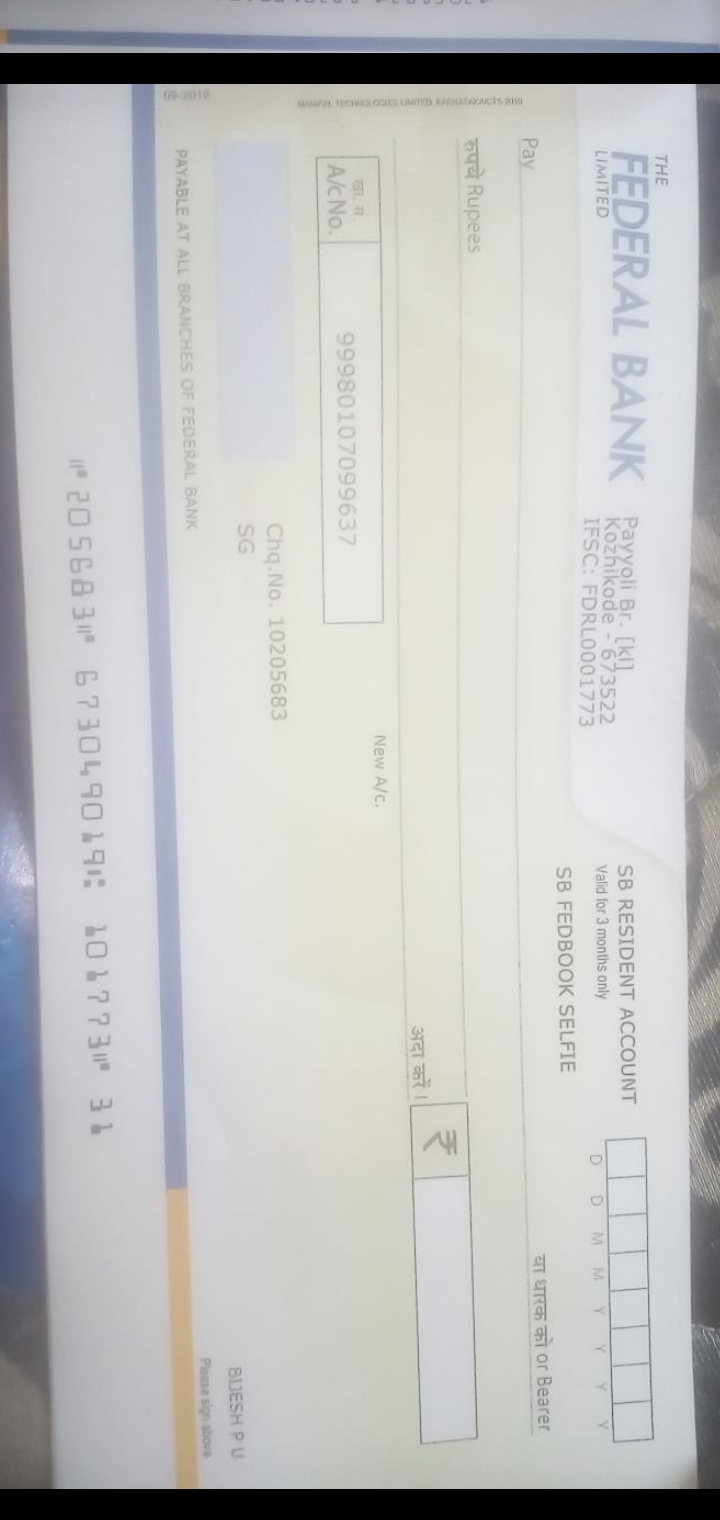 THE
FEDERAL BANK
LIMITED
Payyoli Br. [kl]
Kozhikode - 673522
IFSC: FDRL0001773
SB RESIDENT ACCOUNT
Valid for 3 months only
SB FEDBOOK SELFIE
D D M M Y Y Y Y
Pay
या धारक को or Bearer
रुपये Rupees
अदा करें।
₹
खा. सं.
A/c No.
99980107099637
New A/c.
Chq.No. 10205683
SG
BIJESH P U
Please sign above
PAYABLE AT ALL BRANCHES OF FEDERAL BANK
09-2018
MANIPAL TECHNOLOGIES LIMITED, KARNATAKA/CTS-2010
⑈205683⑈ 673049019⑆ 101773⑈ 31